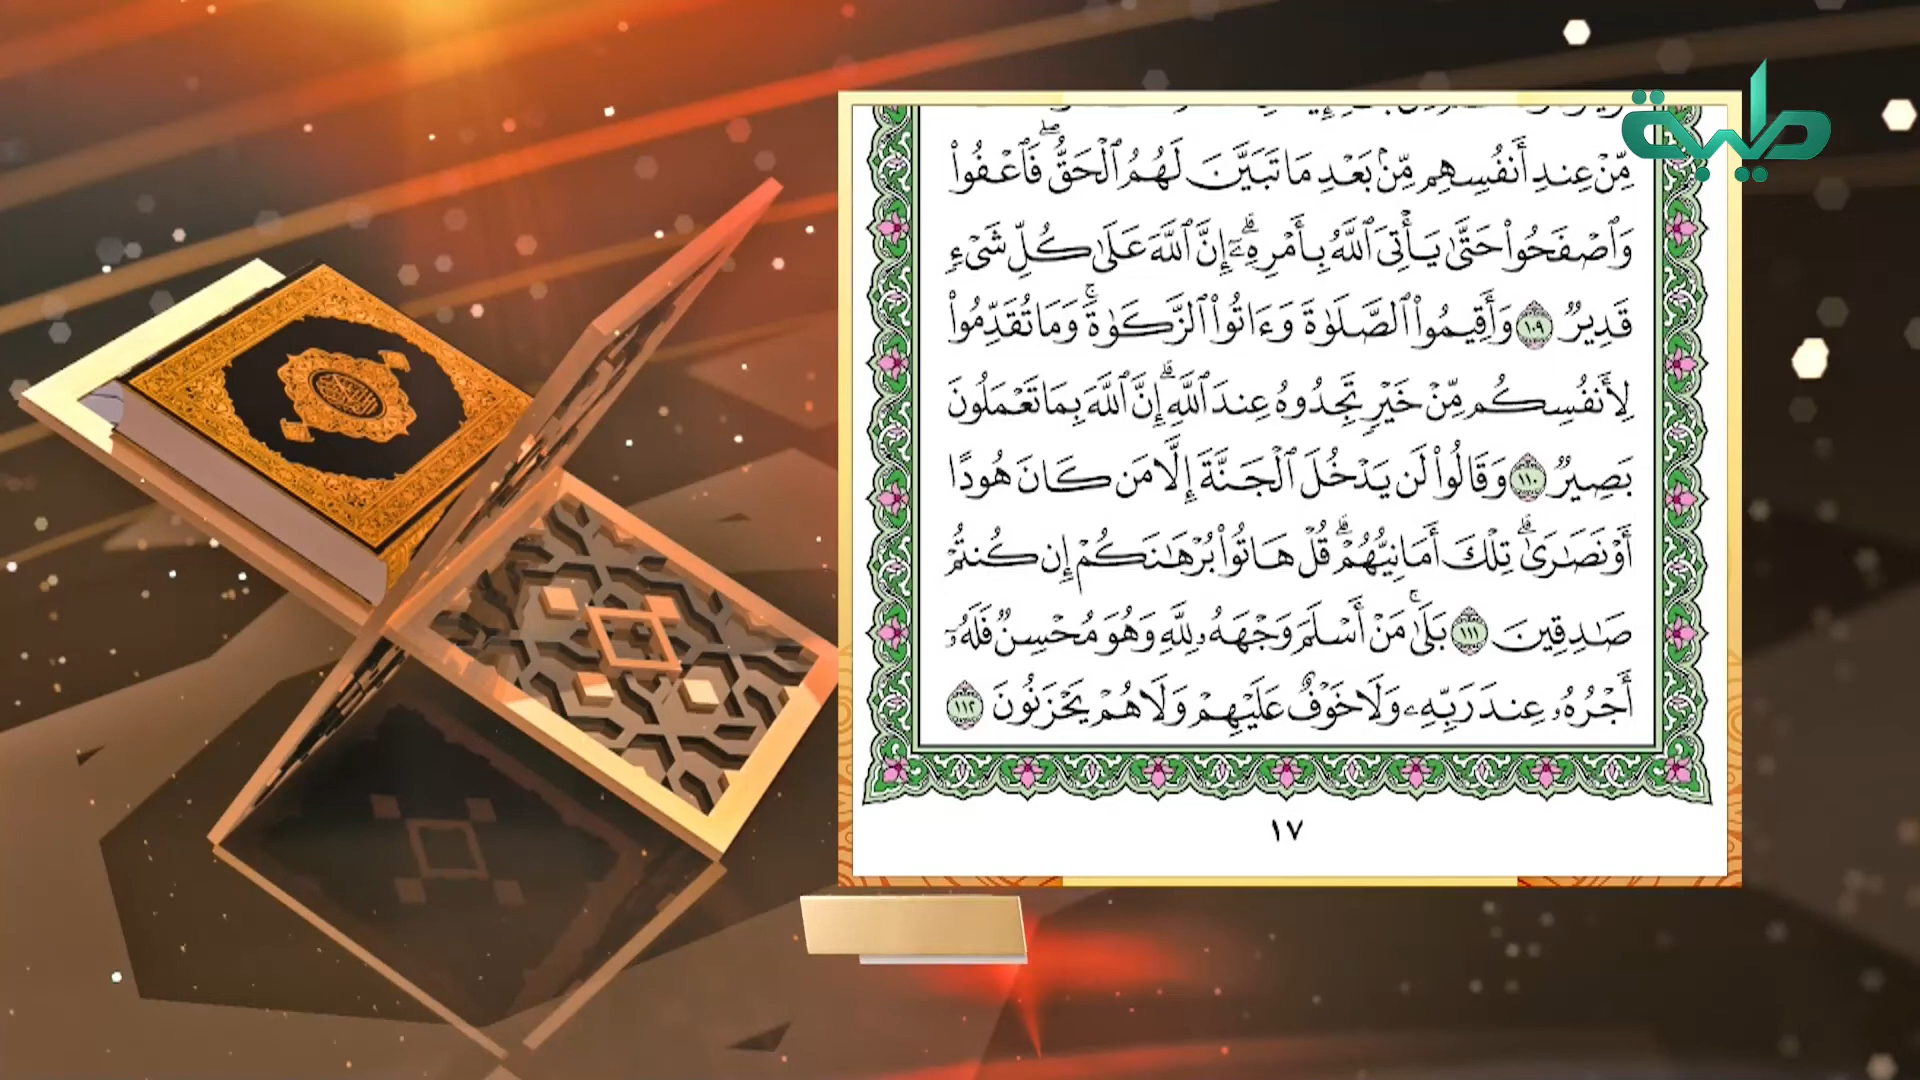 طيبة
مِّنْ عِندِ أَنفُسِهِم مِّنۢ بَعْدِ مَا تَبَيَّنَ لَهُمُ ٱلْحَقُّ ۖ فَٱعْفُوا۟
وَٱصْفَحُوا۟ حَتَّىٰ يَأْتِىَ ٱللَّهُ بِأَمْرِهِۦٓ ۗ إِنَّ ٱللَّهَ عَلَىٰ كُلِّ شَىْءٍ
قَدِيرٌ ١٠٩ وَأَقِيمُوا۟ ٱلصَّلَوٰةَ وَءَاتُوا۟ ٱلزَّكَوٰةَ ۚ وَمَا تُقَدِّمُوا۟
لِأَنفُسِكُم مِّنْ خَيْرٍ تَجِدُوهُ عِندَ ٱللَّهِ ۗ إِنَّ ٱللَّهَ بِمَا تَعْمَلُونَ
بَصِيرٌ ١١٠ وَقَالُوا۟ لَن يَدْخُلَ ٱلْجَنَّةَ إِلَّا مَن كَانَ هُودًا
أَوْ نَصَـٰرَىٰ ۗ تِلْكَ أَمَانِيُّهُمْ ۗ قُلْ هَاتُوا۟ بُرْهَـٰنَكُمْ إِن كُنتُمْ
صَـٰدِقِينَ ١١١ بَلَىٰ ۚ مَنْ أَسْلَمَ وَجْهَهُۥ لِلَّهِ وَهُوَ مُحْسِنٌ فَلَهُۥٓ
أَجْرُهُۥ عِندَ رَبِّهِۦ وَلَا خَوْفٌ عَلَيْهِمْ وَلَا هُمْ يَحْزَنُونَ ١١٢
١٧